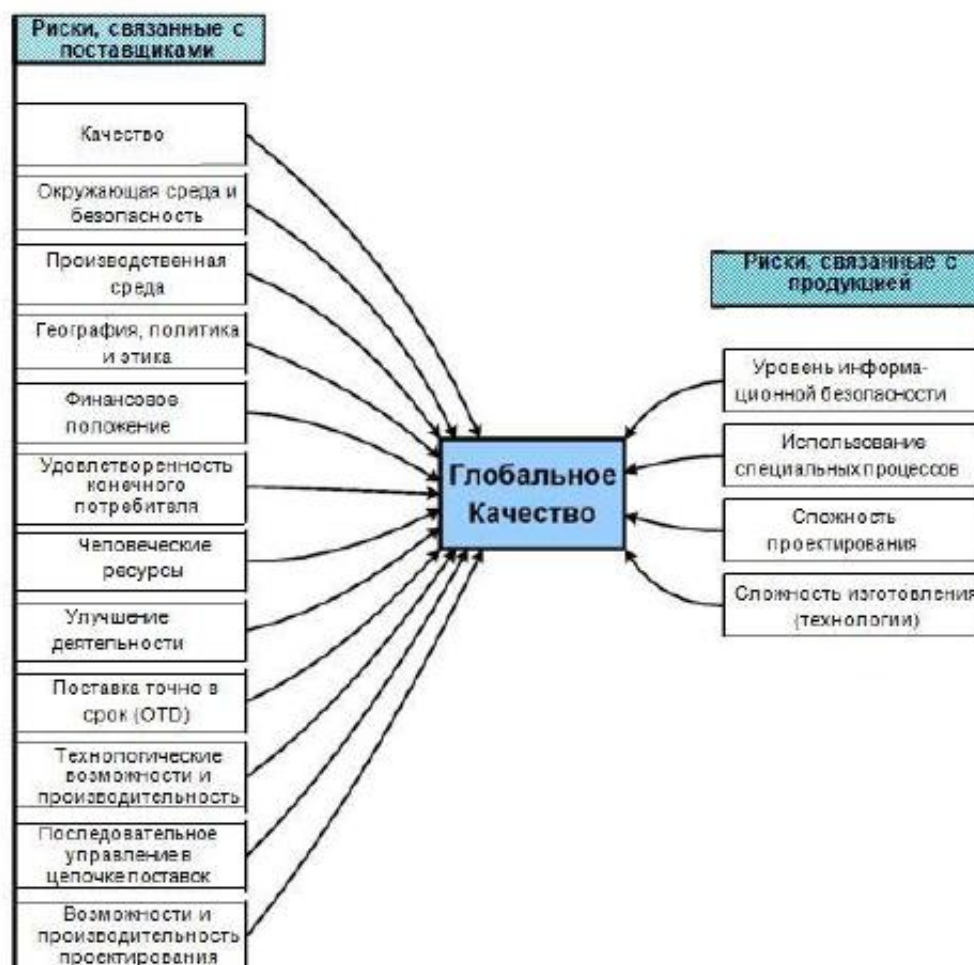 Риски, связанные с
поставщиками
Качество
Окружающая среда и
безопасность
Производственная
среда
География, политика
и этика
Финансовое
положение
Удовлетворенность
конечного
потребителя
Человеческие
ресурсы
Улучшение
деятельности
Поставка точно в
срок (OTD)
Технологические
возможности и
производительность
Последовательное
управление в
цепочке поставок
Возможности и
производительность
проектирования
Глобальное
Качество
Риски, связанные с
продукцией
Уровень информа-
ционной безопасности
Использование
специальных процессов
Сложность
проектирования
Сложность изготовления
(технологии)